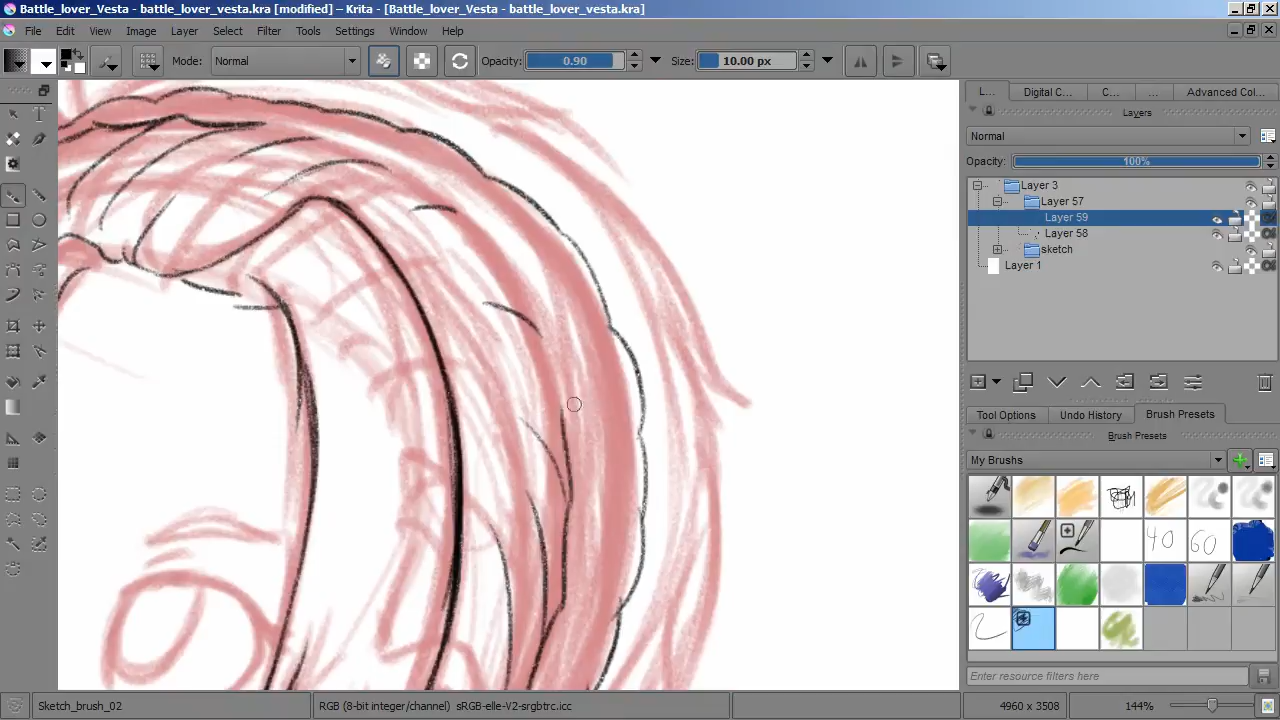 Battle_lover_Vesta - battle_lover_vesta.kra [modified] – Krita - [Battle_lover_Vesta - battle_lover_vesta.kra]
File Edit View Image Layer Select Filter Tools Settings Window Help
Mode: Normal Opacity: 0.90 Size: 10.00 px
L... Digital C... C... ... Advanced Col...
Layers
Normal
Opacity: 100%
Layer 3
Layer 57
Layer 59
Layer 58
sketch
Layer 1
Tool Options Undo History Brush Presets
Brush Presets
My Brushes
40 60
Enter resource filters here
Sketch_brush_02 RGB (8-bit integer/channel) sRGB-elle-V2-srgbtrc.icc 4960 x 3508 144%